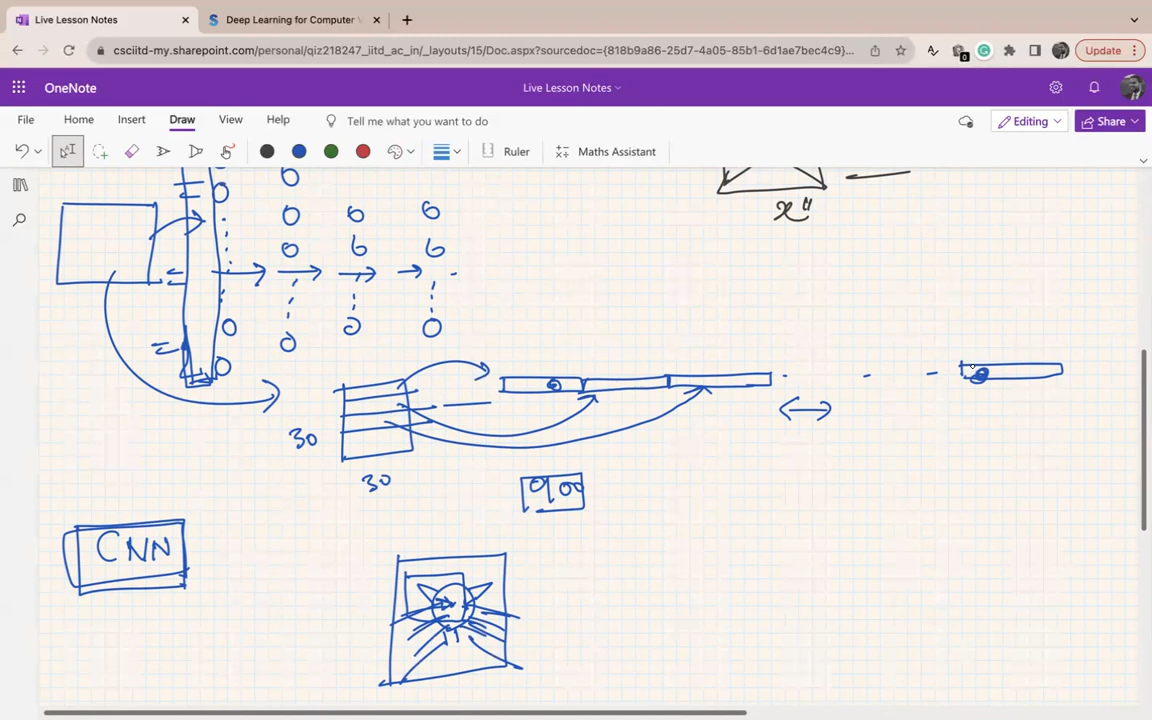 Live Lesson Notes
Deep Learning for Computer
csciitd-my.sharepoint.com/personal/qiz218247_iitd_ac_in/_layouts/15/Doc.aspx?sourcedoc={818b9a86-25d7-4a05-85b1-6d1ae7bec4c9}...
Update
OneNote
Live Lesson Notes
File Home Insert Draw View Help Tell me what you want to do
Editing
Share
Ruler
Maths Assistant
x"
30
30
900
CNN